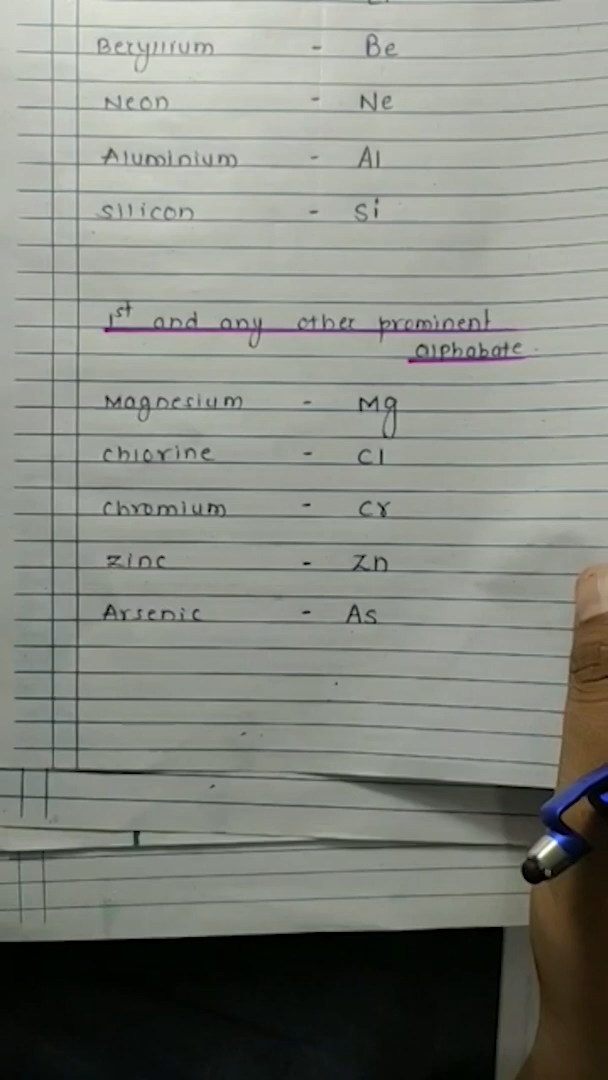 Beryllium - Be
Neon - Ne
Aluminium - Al
silicon - Si
1st and any other prominent
alphabate.
Magnesium - Mg
chlorine - Cl
chromium - Cr
zinc - Zn
Arsenic - As